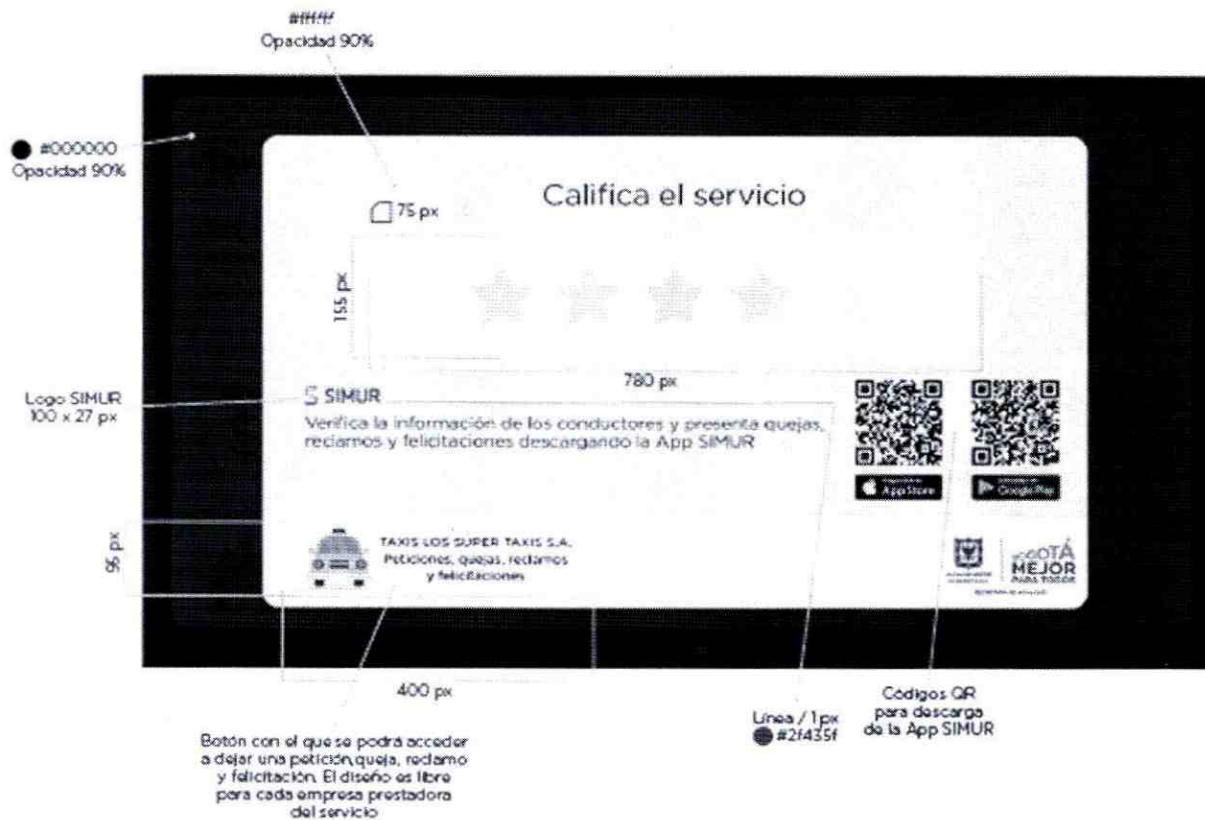 #ffffff
Opacidad 90%
#000000
Opacidad 90%
Califica el servicio
75 px
155 px
780 px
Logo SIMUR
100 x 27 px
SIMUR
Verifica la información de los conductores y presenta quejas,
reclamos y felicitaciones descargando la App SIMUR
App Store
Google Play
95 px
TAXIS LOS SUPER TAXIS S.A.
Peticiones, quejas, reclamos
y felicitaciones
BOGOTÁ
MEJOR
PARA TODOS
400 px
Línea / 1px
#2f435f
Códigos QR
para descarga
de la App SIMUR
Botón con el que se podrá acceder
a dejar una petición, queja, reclamo
y felicitación. El diseño es libre
para cada empresa prestadora
del servicio